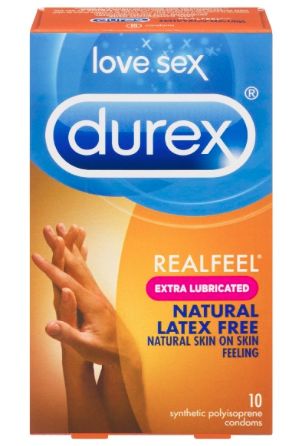 love sex
durex®
REALFEEL®
EXTRA LUBRICATED
NATURAL
LATEX FREE
NATURAL SKIN ON SKIN
FEELING
10
synthetic polyisoprene
condoms